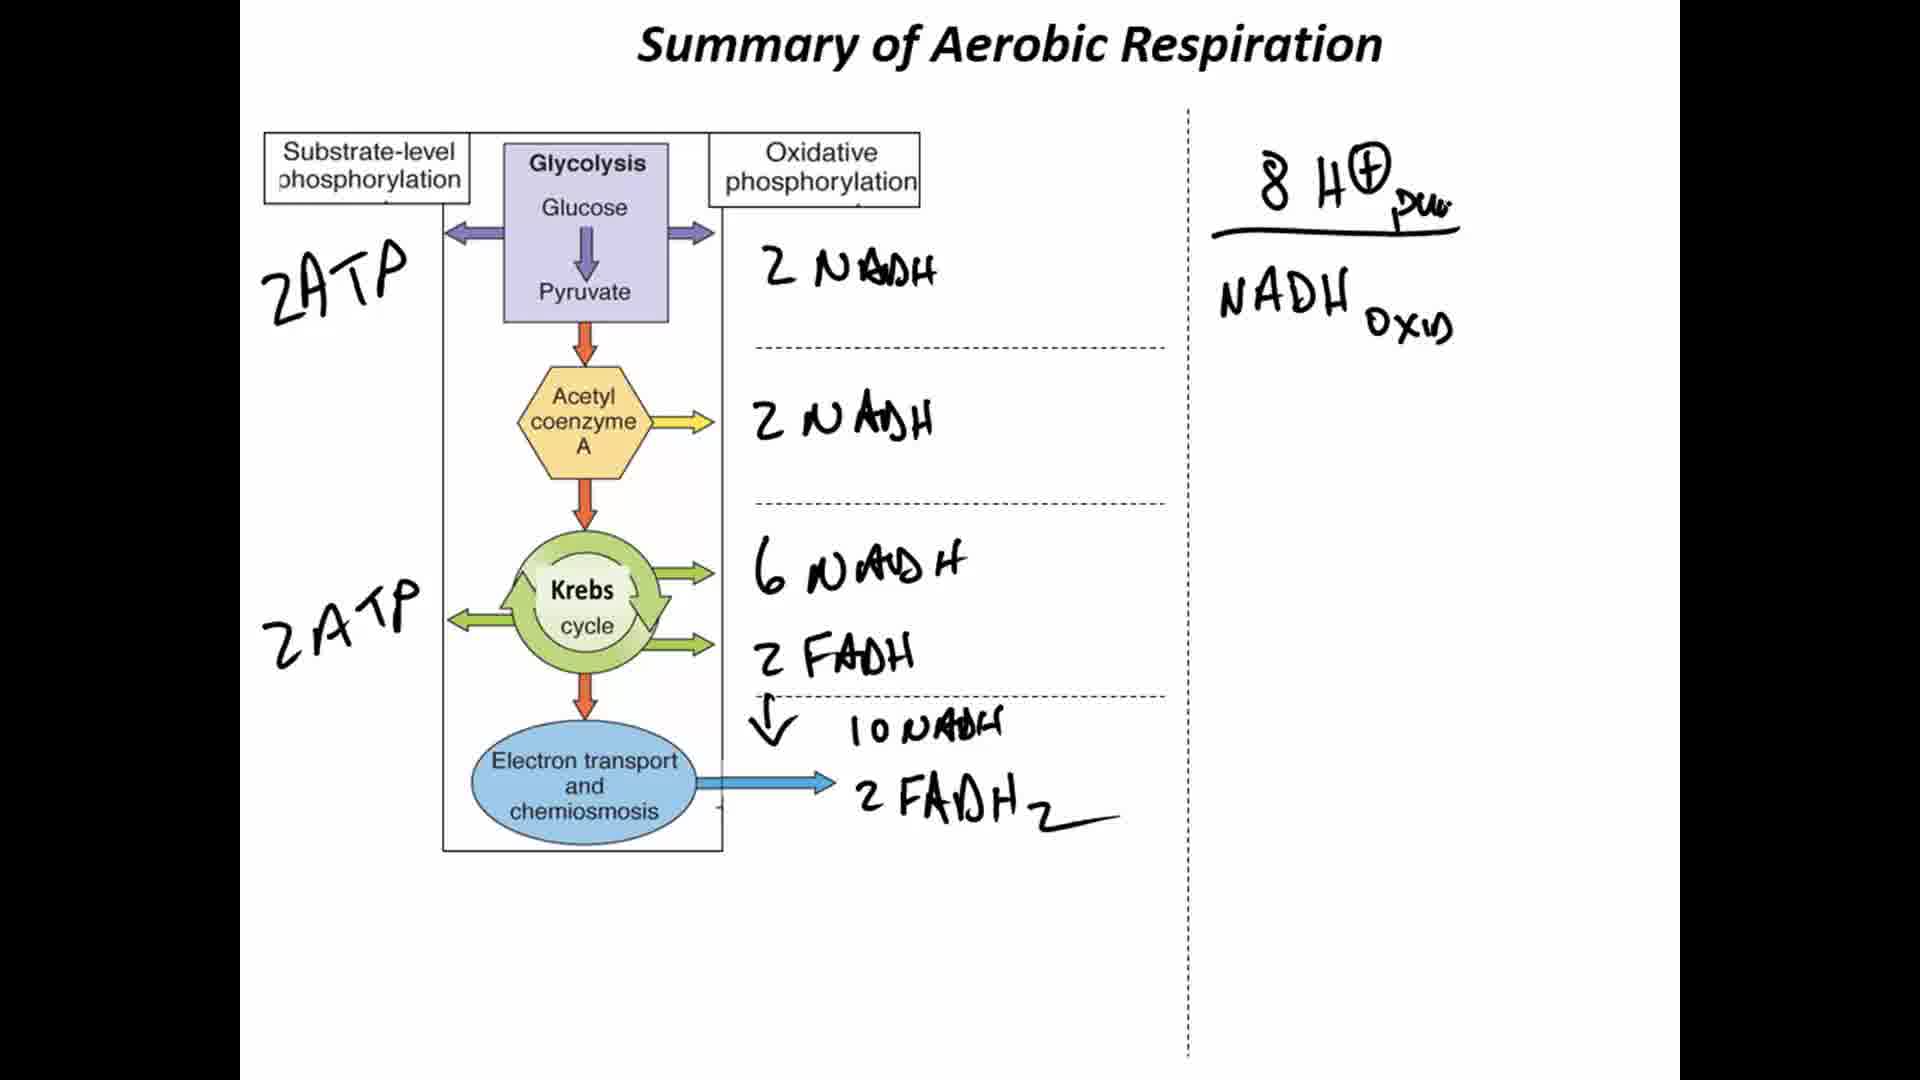 Summary of Aerobic Respiration
Substrate-level
phosphorylation
Glycolysis
Glucose
Pyruvate
Oxidative
phosphorylation
2ATP
2 NADH
Acetyl
coenzyme
A
2 NADH
Krebs
cycle
2ATP
6 NADH
2 FADH
10 NADH
Electron transport
and
chemiosmosis
2 FADH2
8 H+
NADH OXID